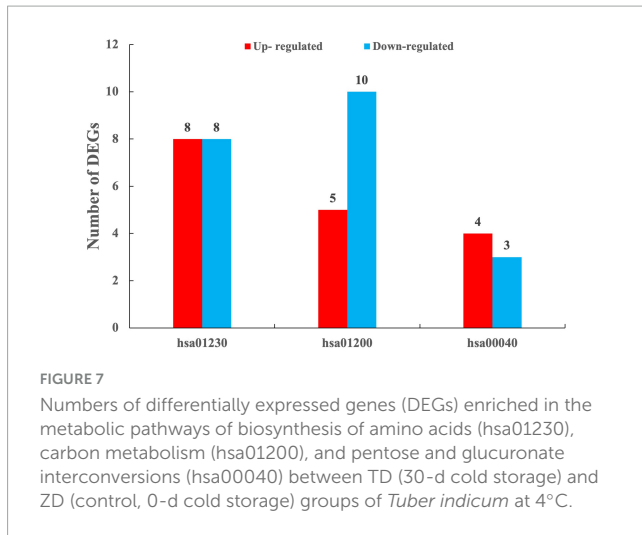 Up- regulated
Down-regulated
12
10
8
6
4
2
0
Number of DEGs
8
8
5
10
4
3
hsa01230
hsa01200
hsa00040
FIGURE 7
Numbers of differentially expressed genes (DEGs) enriched in the
metabolic pathways of biosynthesis of amino acids (hsa01230),
carbon metabolism (hsa01200), and pentose and glucuronate
interconversions (hsa00040) between TD (30-d cold storage) and
ZD (control, 0-d cold storage) groups of Tuber indicum at 4°C.